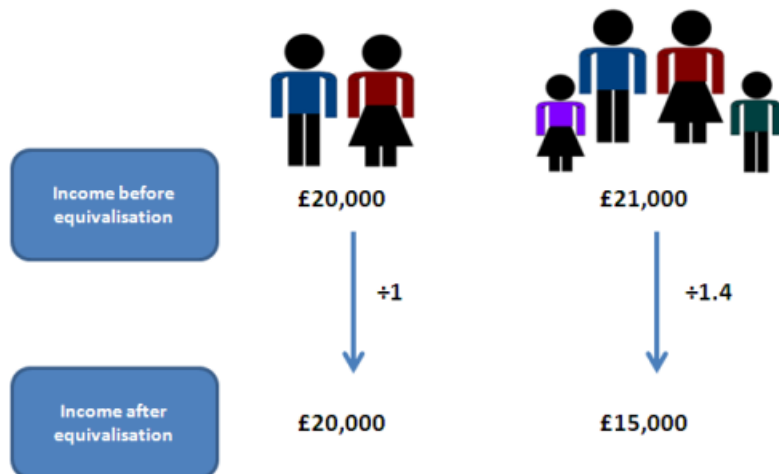 Income before
equivalisation
£20,000
£21,000
÷1
÷1.4
Income after
equivalisation
£20,000
£15,000